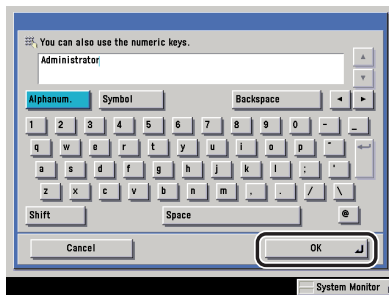 You can also use the numeric keys.
Administrator
Alphanum. Symbol Backspace
1 2 3 4 5 6 7 8 9 0 - _
q w e r t y u i o p ˆ
a s d f g h j k l ; '
z x c v b n m , . / \
Shift Space @
Cancel OK
System Monitor